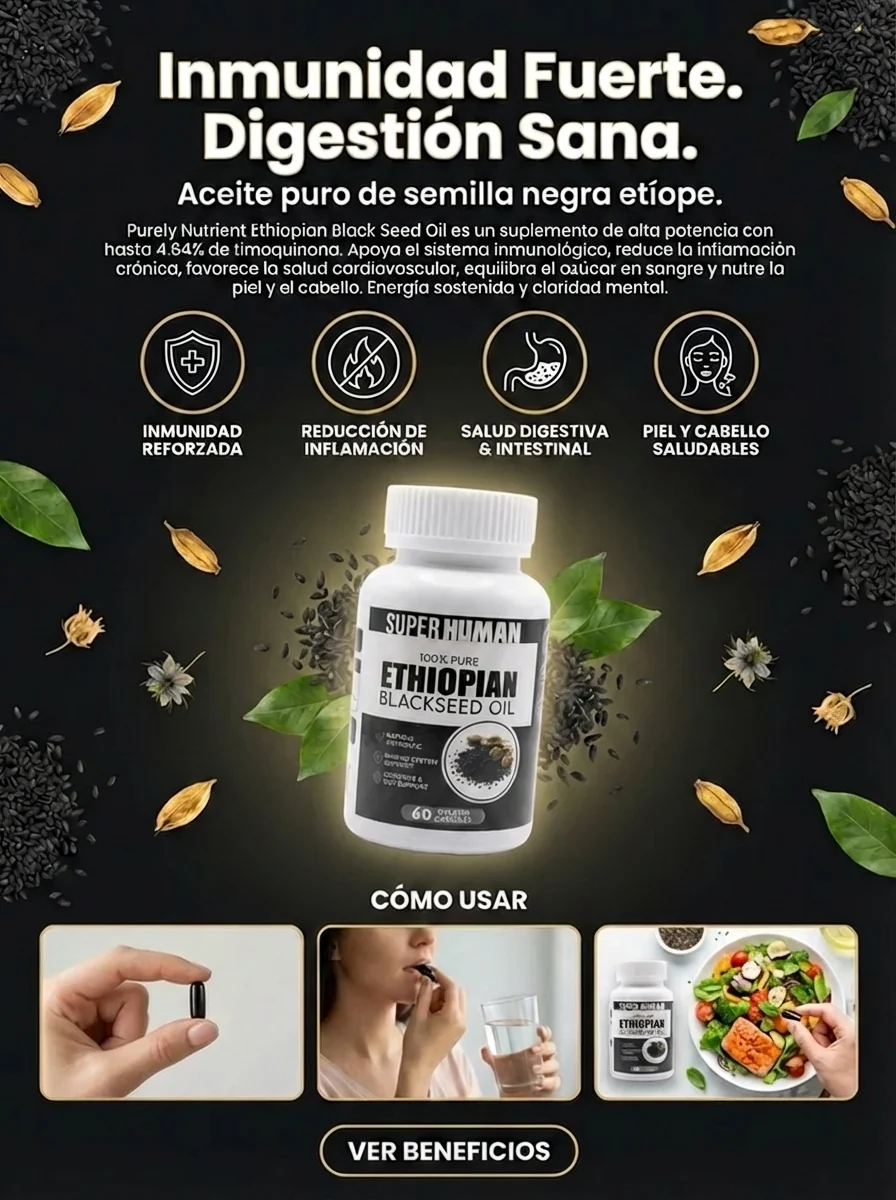 Inmunidad Fuerte.
Digestión Sana.
Aceite puro de semilla negra etíope.
Purely Nutrient Ethiopian Black Seed Oil es un suplemento de alta potencia con
hasta 4.64% de timoquinona. Apoya el sistema inmunológico, reduce la inflamación
crónica, favorece la salud cardiovosculor, equilibra el azúcar en sangre y nutre la
piel y el cabello. Energía sostenida y claridad mental.
INMUNIDAD
REFORZADA
REDUCCIÓN DE
INFLAMACIÓN
SALUD DIGESTIVA
& INTESTINAL
PIEL Y CABELLO
SALUDABLES
SUPER HUMAN
100% PURE
ETHIOPIAN
BLACKSEED OIL
60
CÓMO USAR
ETHIOPIAN
VER BENEFICIOS